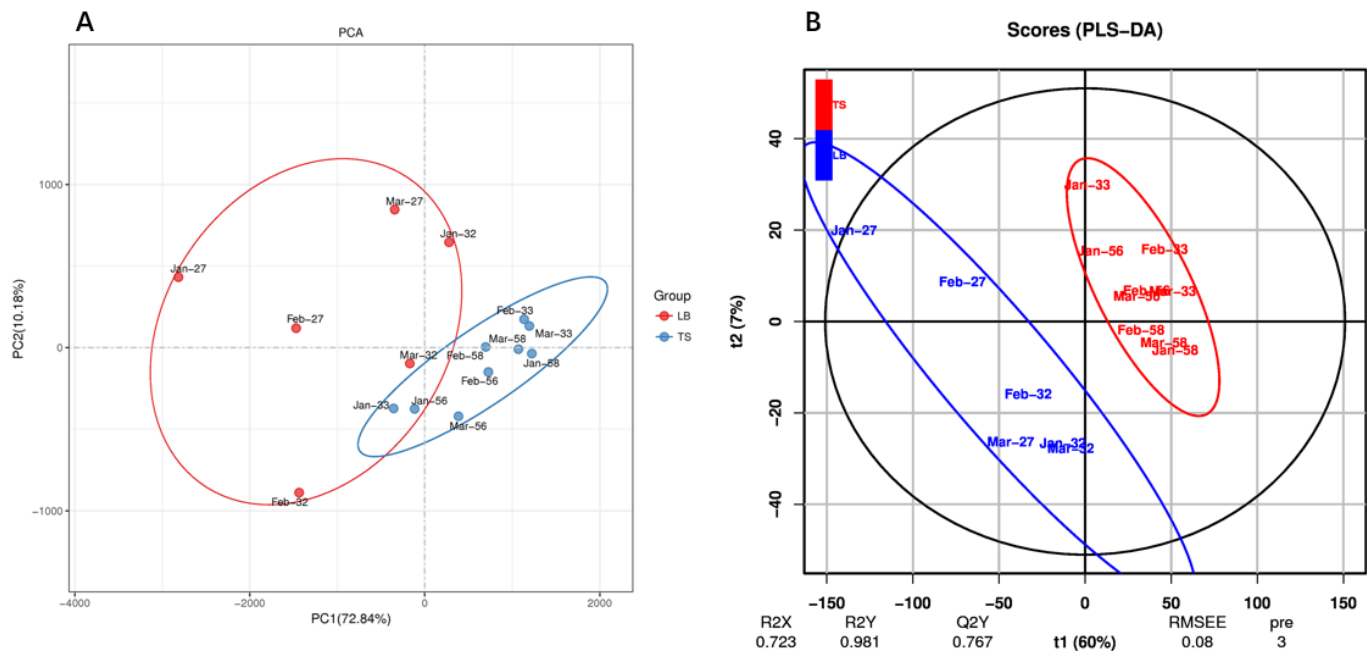 A
PCA
1000
0
-1000
PC2(10.18%)
Mar-27
Jan-32
Jan-27
Feb-27
Mar-32
Feb-32
Feb-33
Mar-33
Mar-58
Feb-58
Jan-58
Feb-56
Jan-33
Jan-56
Mar-56
-4000
-2000
0
2000
PC1(72.84%)
Group
LB
TS
B
Scores (PLS-DA)
TS
LB
40
20
0
-20
-40
t2 (7%)
Jan-33
Jan-27
Jan-56
Feb-33
Feb-27
Feb-56
Mar-33
Mar-56
Feb-58
Mar-58
Jan-58
Feb-32
Mar-27
Jan-32
Mar-32
-150 -100 -50 0 50 100 150
R2X R2Y Q2Y RMSEE pre
0.723 0.981 0.767 t1 (60%) 0.08 3